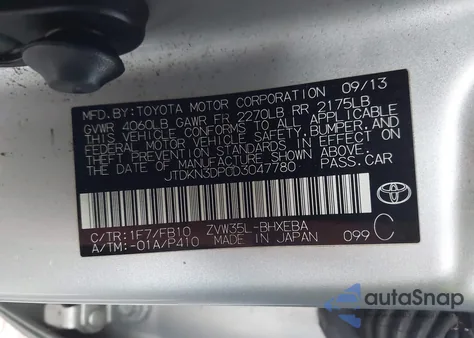 MFD.BY:TOYOTA MOTOR CORPORATION 09/13
GVWR 4060LB GAWR FR 2270LB RR 2175LB
THIS VEHICLE CONFORMS TO ALL APPLICABLE
FEDERAL MOTOR VEHICLE SAFETY,BUMPER,AND
THEFT PREVENTION STANDARDS IN EFFECT ON
THE DATE OF MANUFACTURE SHOWN ABOVE.
JTDKN3DPCD3047780 PASS.CAR
C/TR:1F7/FB10 ZVW35L-BHXEBA
A/TM:-01A/P410 MADE IN JAPAN 099 C
TOYOTA
autoSnap